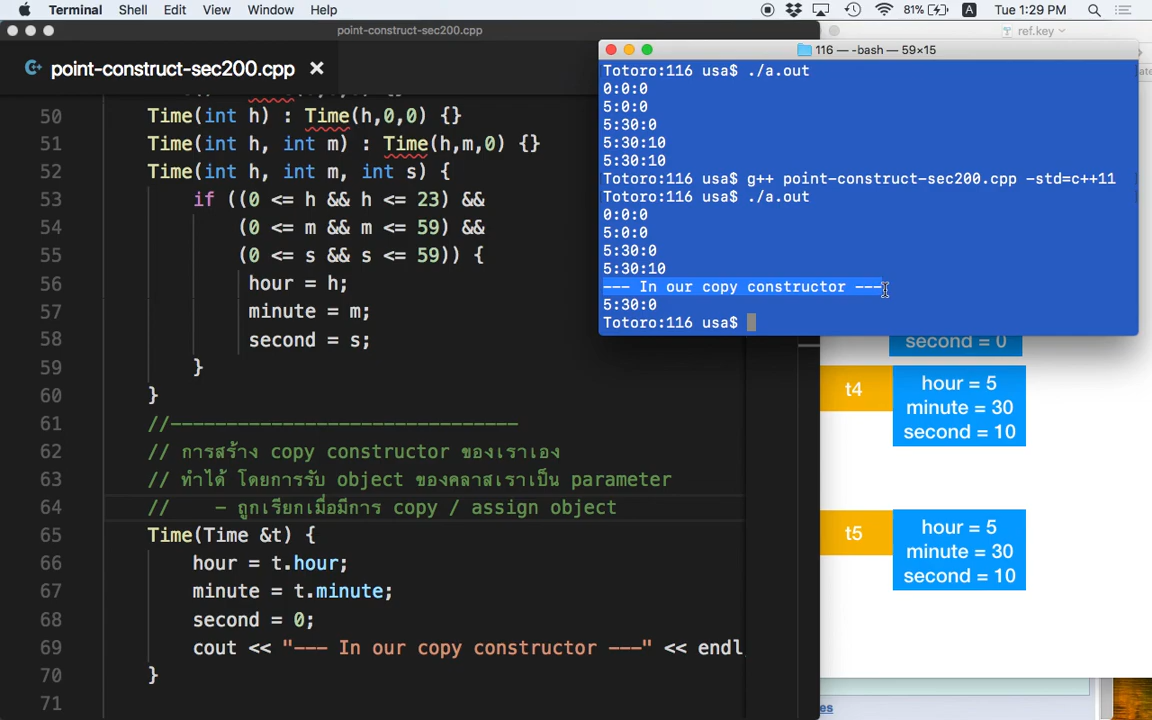 Terminal Shell Edit View Window Help 81% A Tue 1:29 PM
point-construct-sec200.cpp
point-construct-sec200.cpp ×
50 Time(int h) : Time(h,0,0) {}
51 Time(int h, int m) : Time(h,m,0) {}
52 Time(int h, int m, int s) {
53 if ((0 <= h && h <= 23) &&
54 (0 <= m && m <= 59) &&
55 (0 <= s && s <= 59)) {
56 hour = h;
57 minute = m;
58 second = s;
59 }
60 }
61 //-------------------------------
62 // การสร้าง copy constructor ของเราเอง
63 // ทำได้ โดยการรับ object ของคลาสเราเป็น parameter
64 // - ถูกเรียกเมื่อมีการ copy / assign object
65 Time(Time &t) {
66 hour = t.hour;
67 minute = t.minute;
68 second = 0;
69 cout << "--- In our copy constructor ---" << endl
70 }
71
ref.key
116 — -bash — 59×15
Totoro:116 usa$ ./a.out
0:0:0
5:0:0
5:30:0
5:30:10
5:30:10
Totoro:116 usa$ g++ point-construct-sec200.cpp -std=c++11
Totoro:116 usa$ ./a.out
0:0:0
5:0:0
5:30:0
5:30:10
--- In our copy constructor ---
5:30:0
Totoro:116 usa$
second = 0
t4
hour = 5
minute = 30
second = 10
t5
hour = 5
minute = 30
second = 10